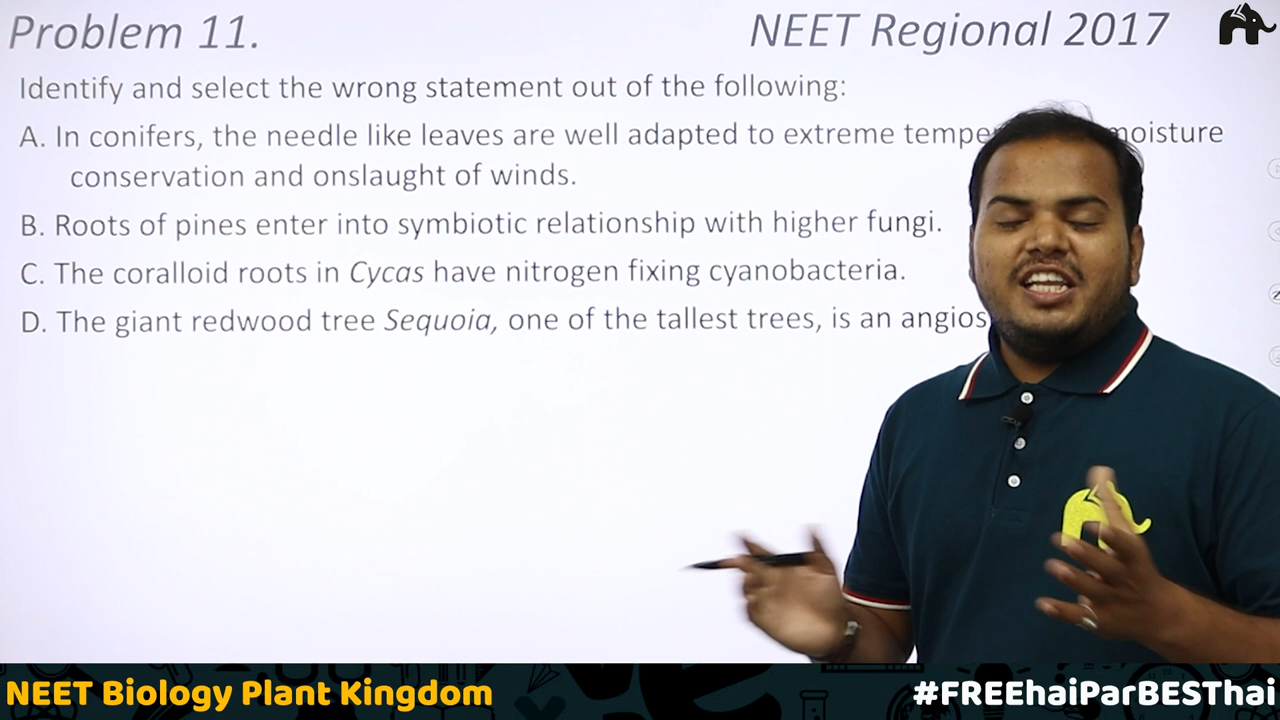 Problem 11.
NEET Regional 2017
Identify and select the wrong statement out of the following:
A. In conifers, the needle like leaves are well adapted to extreme moisture
conservation and onslaught of winds.
B. Roots of pines enter into symbiotic relationship with higher fungi.
C. The coralloid roots in Cycas have nitrogen fixing cyanobacteria.
D. The giant redwood tree Sequoia, one of the tallest trees, is an
NEET Biology Plant Kingdom
#FREEhaiParBESThai